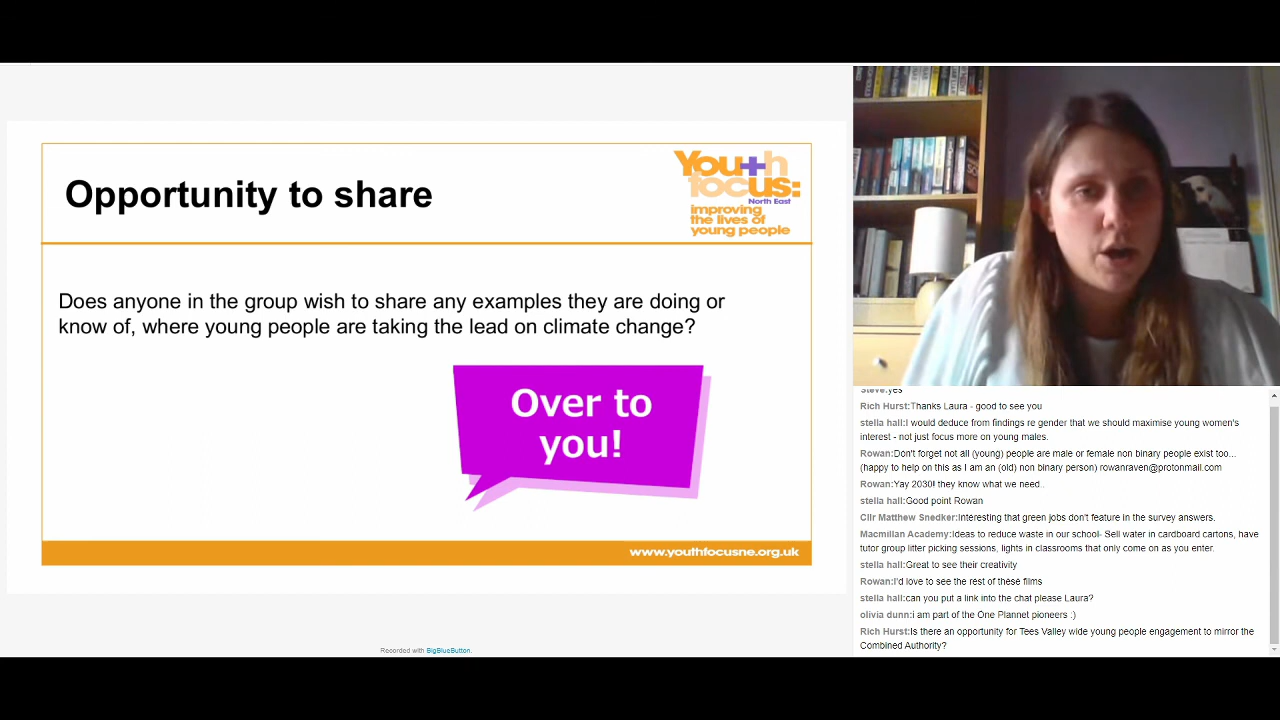 Opportunity to share
Youth
focus:
North East
improving
the lives of
young people
Does anyone in the group wish to share any examples they are doing or
know of, where young people are taking the lead on climate change?
Over to
you!
www.youthfocusne.org.uk
Recorded with BigBlueButton.
Steve:yes
Rich Hurst:Thanks Laura - good to see you
stella hall:I would deduce from findings re gender that we should maximise young women's
interest - not just focus more on young males.
Rowan:Don't forget not all (young) people are male or female non binary people exist too...
(happy to help on this as I am an (old) non binary person) rowanraven@protonmail.com
Rowan:Yay 2030! they know what we need..
stella hall:Good point Rowan
Cllr Matthew Snedker:Interesting that green jobs don't feature in the survey answers.
Macmillan Academy:Ideas to reduce waste in our school- Sell water in cardboard cartons, have
tutor group litter picking sessions, lights in classrooms that only come on as you enter.
stella hall:Great to see their creativity
Rowan:I'd love to see the rest of these films
stella hall:can you put a link into the chat please Laura?
olivia dunn:i am part of the One Plannet pioneers :)
Rich Hurst:Is there an opportunity for Tees Valley wide young people engagement to mirror the
Combined Authority?